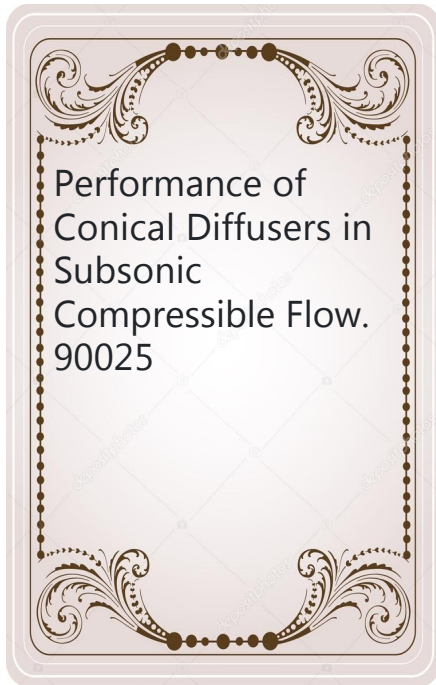 Performance of
Conical Diffusers in
Subsonic
Compressible Flow.
90025